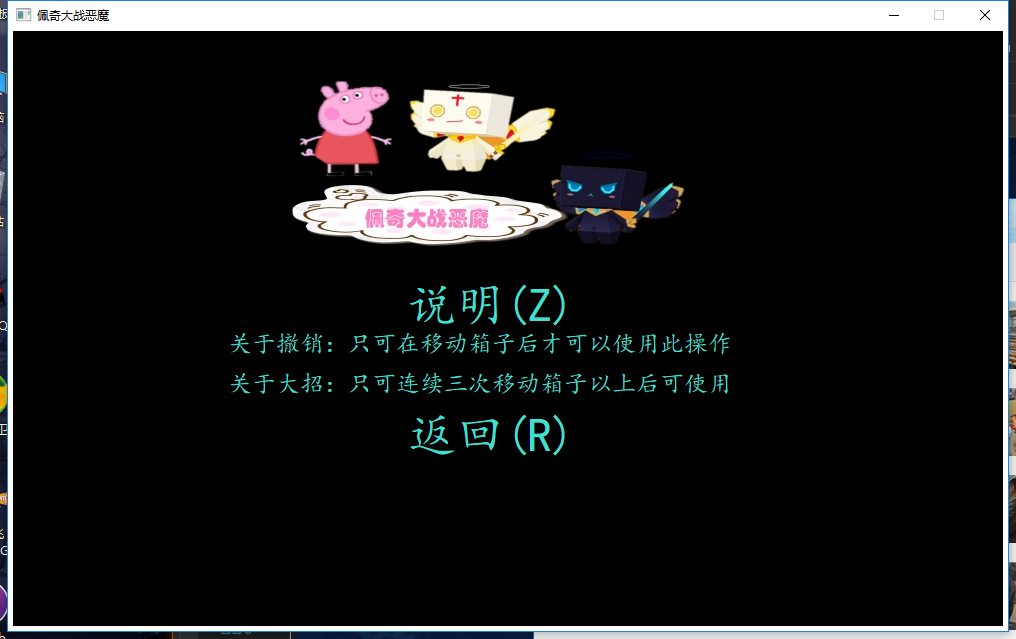 佩奇大战恶魔
佩奇大战恶魔
说明(Z)
关于撤销：只可在移动箱子后才可以使用此操作
关于大招：只可连续三次移动箱子以上后可使用
返回(R)